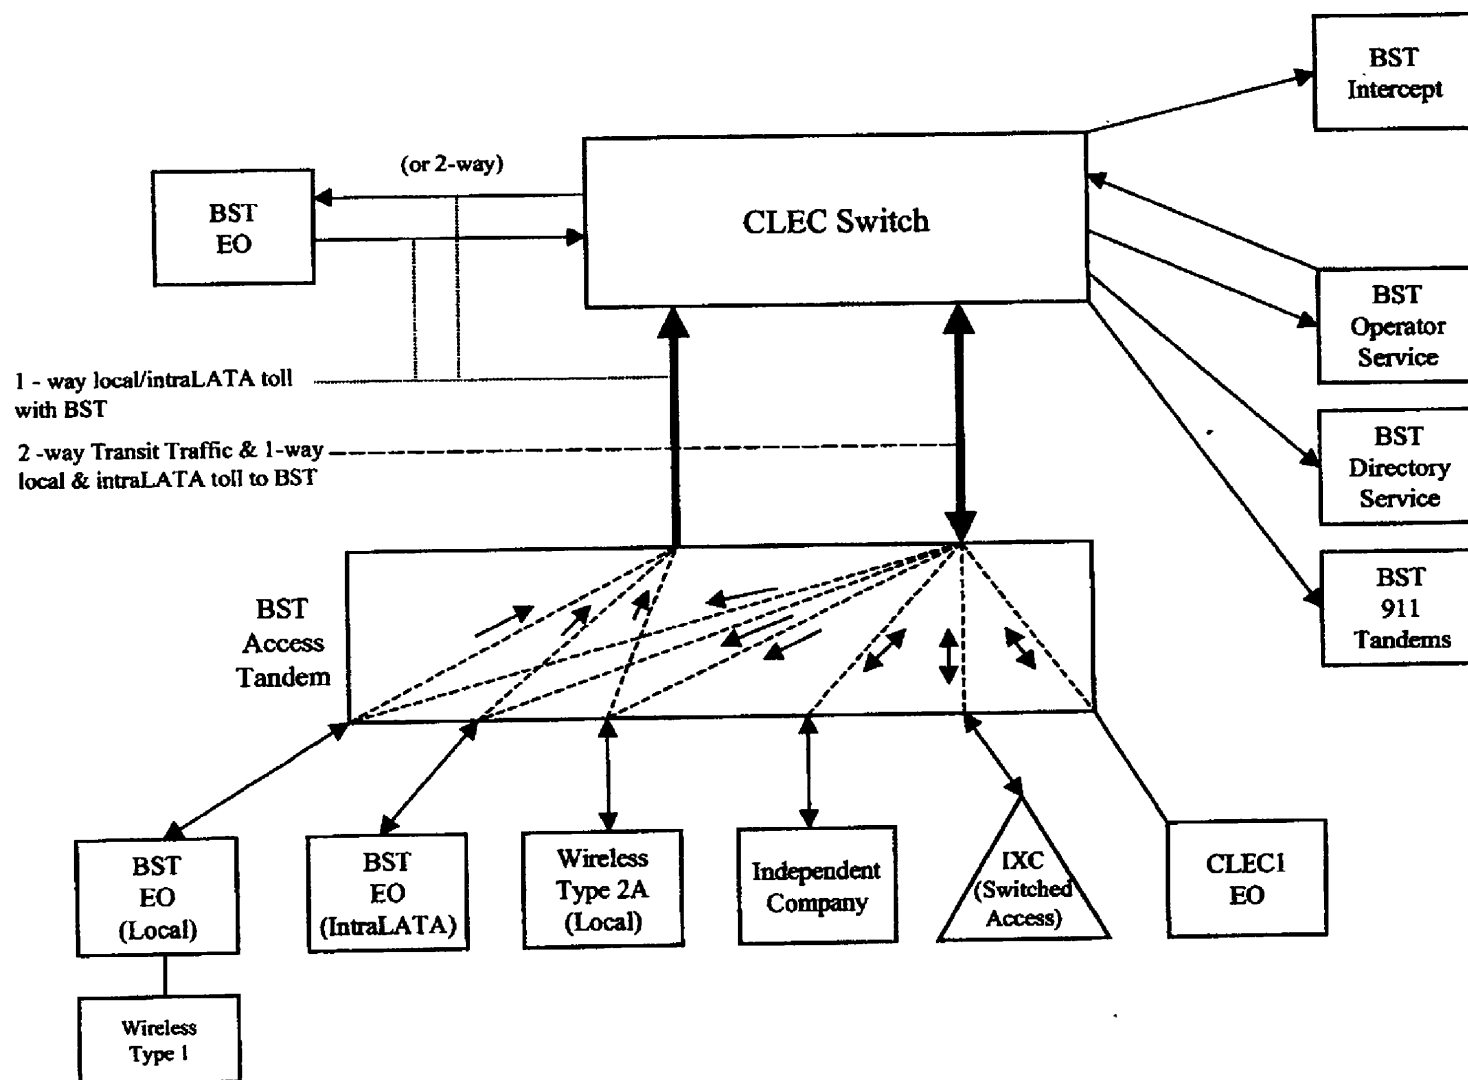 BST
Intercept
(or 2-way)
BST
EO
CLEC Switch
BST
Operator
Service
1 - way local/intraLATA toll
with BST
2 -way Transit Traffic & 1-way
local & intraLATA toll to BST
BST
Directory
Service
BST
911
Tandems
BST
Access
Tandem
BST
EO
(Local)
BST
EO
(IntraLATA)
Wireless
Type 2A
(Local)
Independent
Company
IXC
(Switched
Access)
CLEC1
EO
Wireless
Type 1